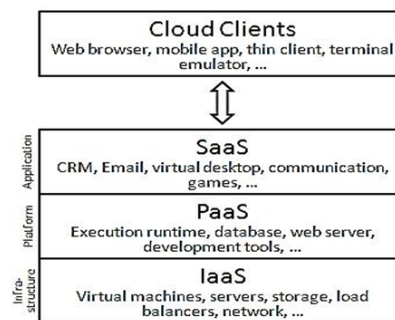 Cloud Clients
Web browser, mobile app, thin client, terminal
emulator, ...
Application
SaaS
CRM, Email, virtual desktop, communication,
games, ...
Platform
PaaS
Execution runtime, database, web server,
development tools, ...
Infra-
structure
IaaS
Virtual machines, servers, storage, load
balancers, network, ...